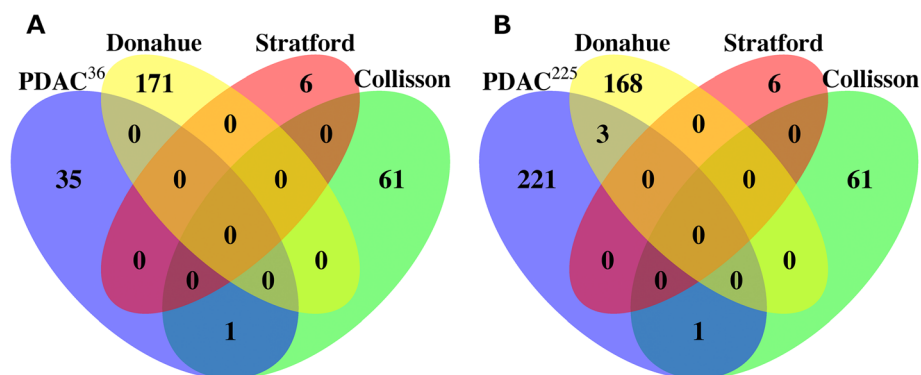 A
B
Donahue Stratford
PDAC³⁶ 171 6 Collisson
0 0 0
35 0 0 61
0
0 0 0 0
1
Donahue Stratford
PDAC²²⁵ 168 6 Collisson
3 0 0
221 0 0 61
0
0 0 0 0
1